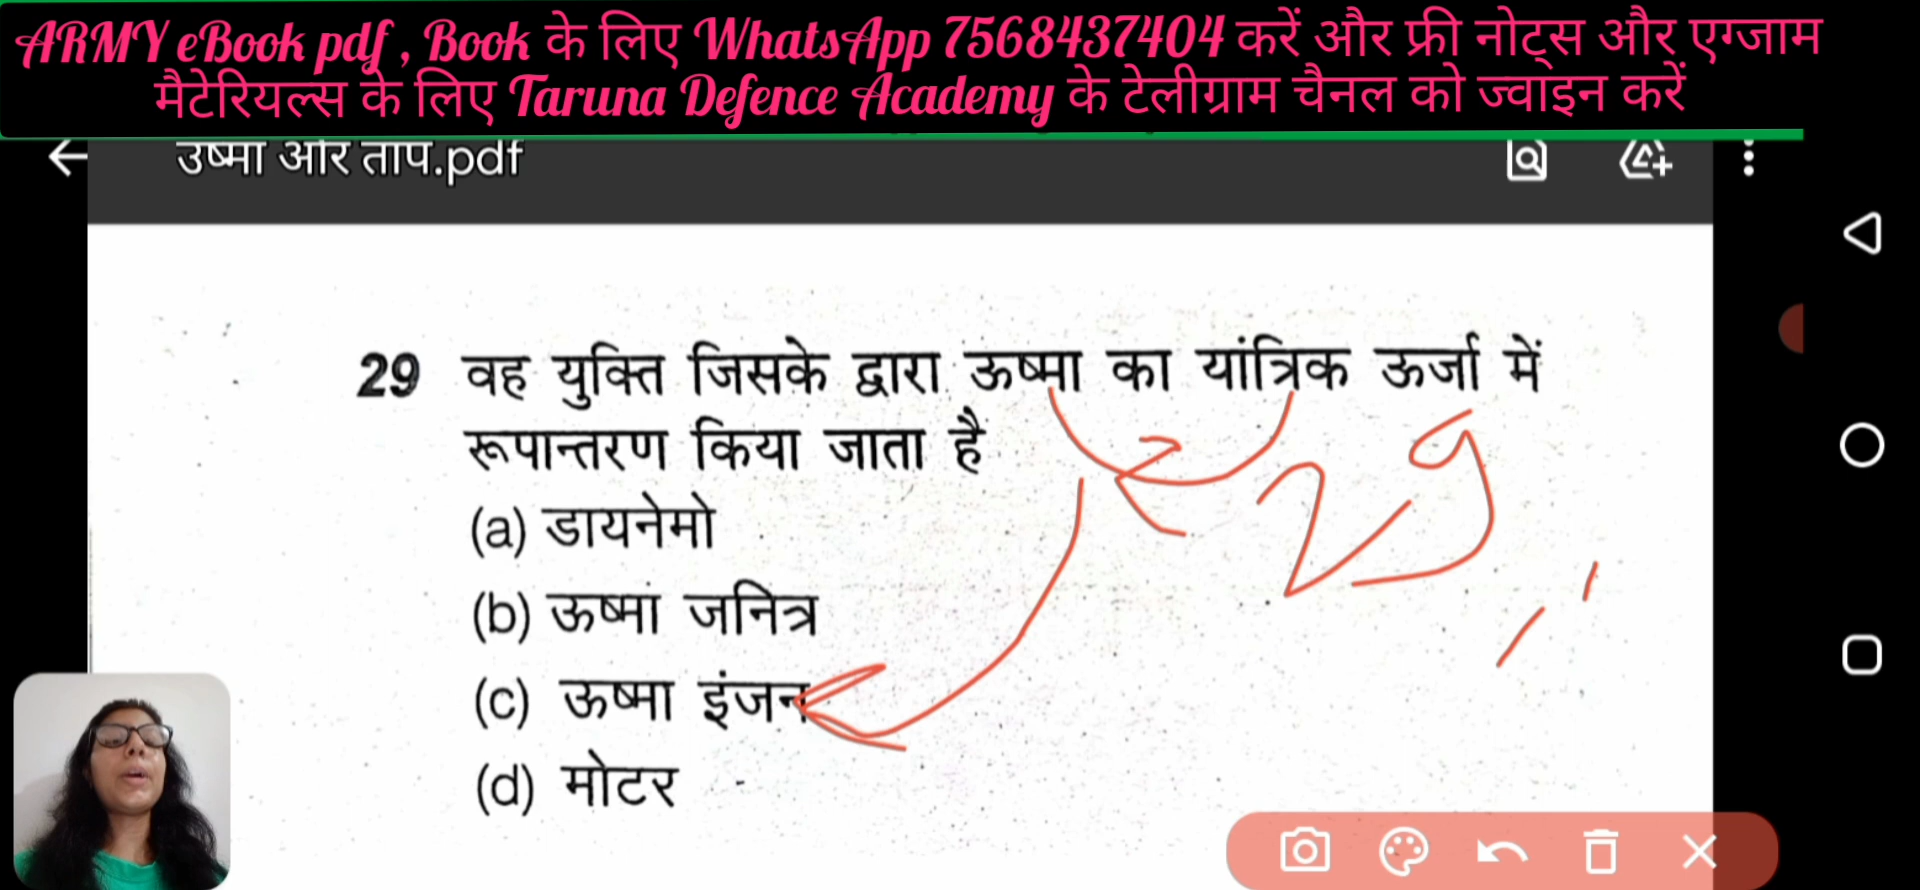 ARMY eBook pdf , Book के लिए WhatsApp 7568437404 करें और फ्री नोट्स और एग्जाम
मैटेरियल्स के लिए Taruna Defence Academy के टेलीग्राम चैनल को ज्वाइन करें
उष्मा और ताप.pdf
29 वह युक्ति जिसके द्वारा ऊष्मा का यांत्रिक ऊर्जा में
रूपान्तरण किया जाता है
29
(a) डायनेमो
(b) ऊष्मा जनित्र
(c) ऊष्मा इंजन
(d) मोटर